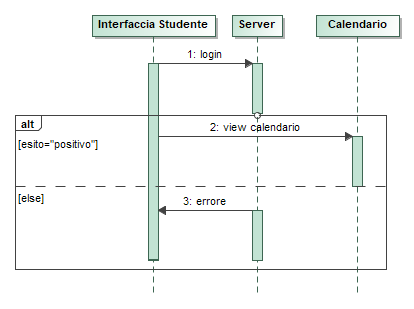 Interfaccia Studente
Server
Calendario
1: login
alt
2: view calendario
[esito="positivo"]
[else]
3: errore